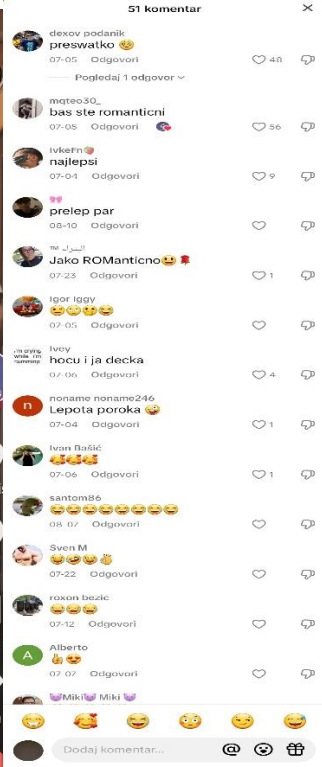 51 komentar
dexov podanik
preswatko 🤣
07-05 Odgovori 48
Pogledaj 1 odgovor
mqteo30_
bas ste romanticni
07-05 Odgovori 56
IvkeFn🍓
najlepsi
07-04 Odgovori 9
🎀
prelep par
08-10 Odgovori
Jako ROManticno😃🌹
07-23 Odgovori 1
Igor Iggy
😆🙄🤔😂
07-05 Odgovori
i'm crying
while i'm
Ivey
hocu i ja decka
07-06 Odgovori 4
n
noname noname246
Lepota poroka 🤪
07-04 Odgovori 1
Ivan Bašić
🥰🥰🥰
07-06 Odgovori 1
santom86
😂😂😂😂😂😂😂😂
08-07 Odgovori
Sven M
😂🤣😂👌
07-22 Odgovori
roxon bezic
😂😂😂
07-12 Odgovori
A
Alberto
👍😍
07-07 Odgovori
😈Miki😈 Miki 😈
Dodaj komentar... @